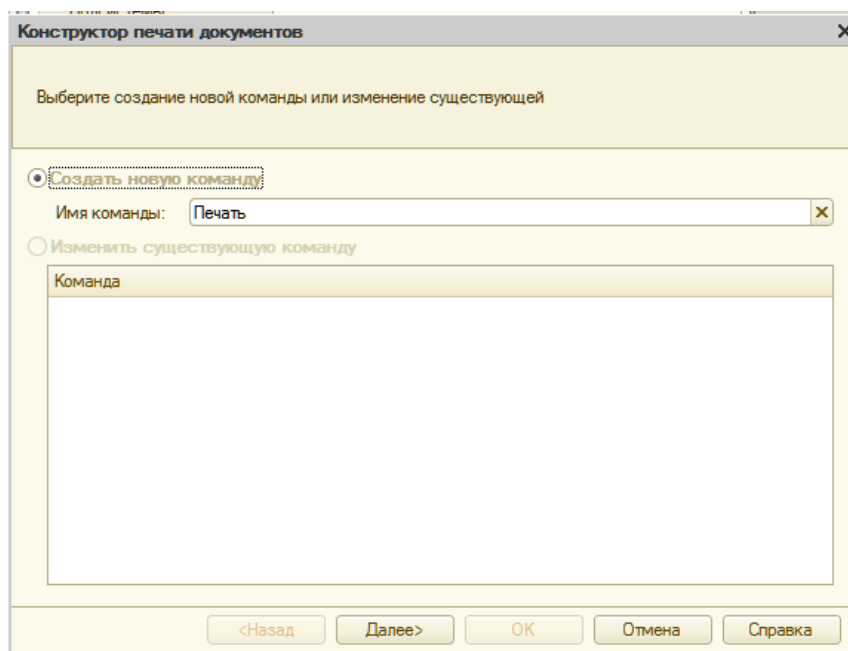 Конструктор печати документов
Выберите создание новой команды или изменение существующей
Создать новую команду
Имя команды: Печать
Изменить существующую команду
Команда
<Назад Далее> OK Отмена Справка